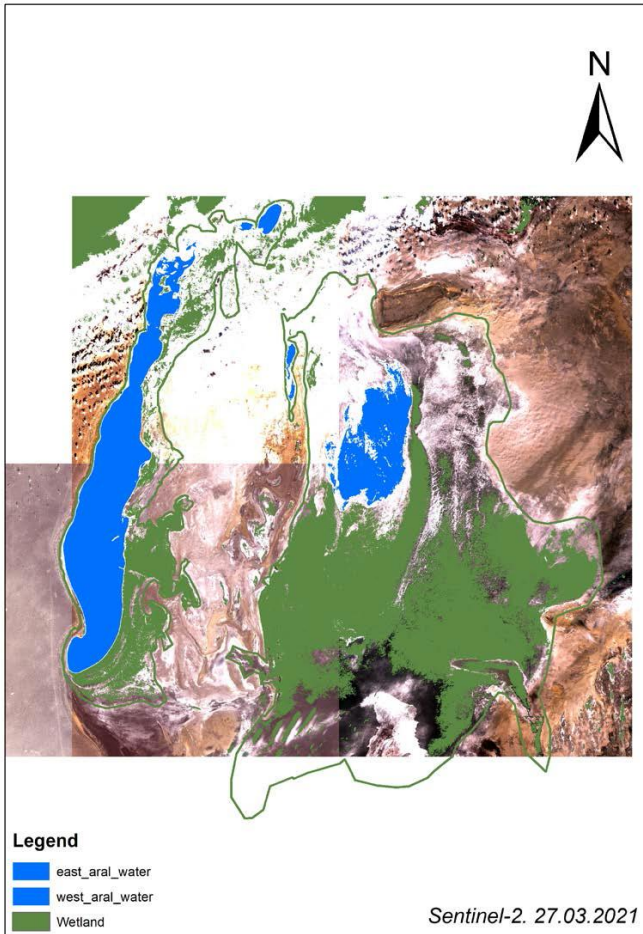 N
Legend
east_aral_water
west_aral_water
Wetland
Sentinel-2. 27.03.2021